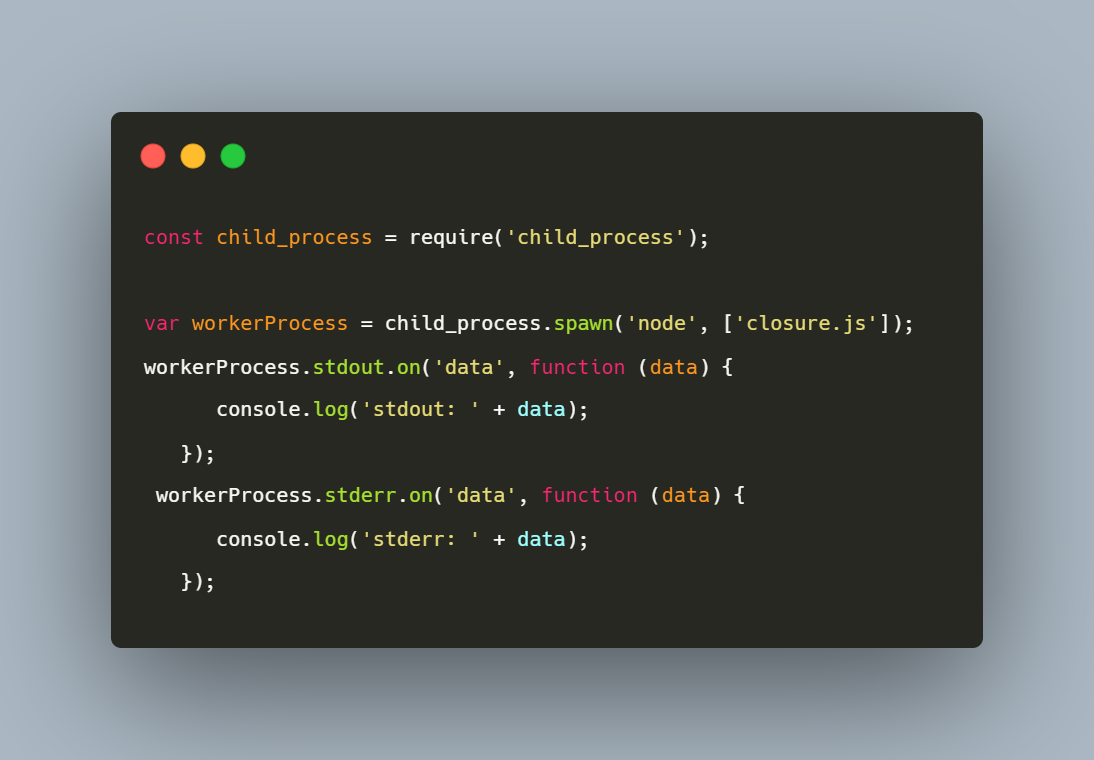 const child_process = require('child_process');
var workerProcess = child_process.spawn('node', ['closure.js']);
workerProcess.stdout.on('data', function (data) {
      console.log('stdout: ' + data);
   });
 workerProcess.stderr.on('data', function (data) {
      console.log('stderr: ' + data);
   });